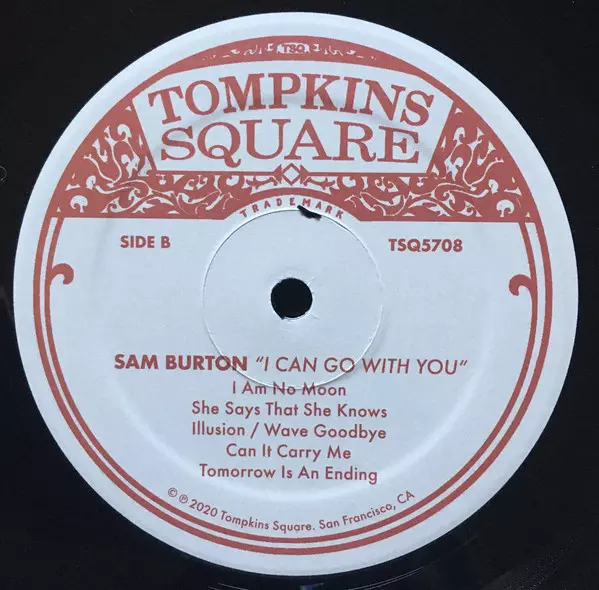 TSQ
TOMPKINS
SQUARE
TRADEMARK
SIDE B
TSQ5708
SAM BURTON "I CAN GO WITH YOU"
I Am No Moon
She Says That She Knows
Illusion / Wave Goodbye
Can It Carry Me
Tomorrow Is An Ending
© ℗ 2020 Tompkins Square. San Francisco, CA